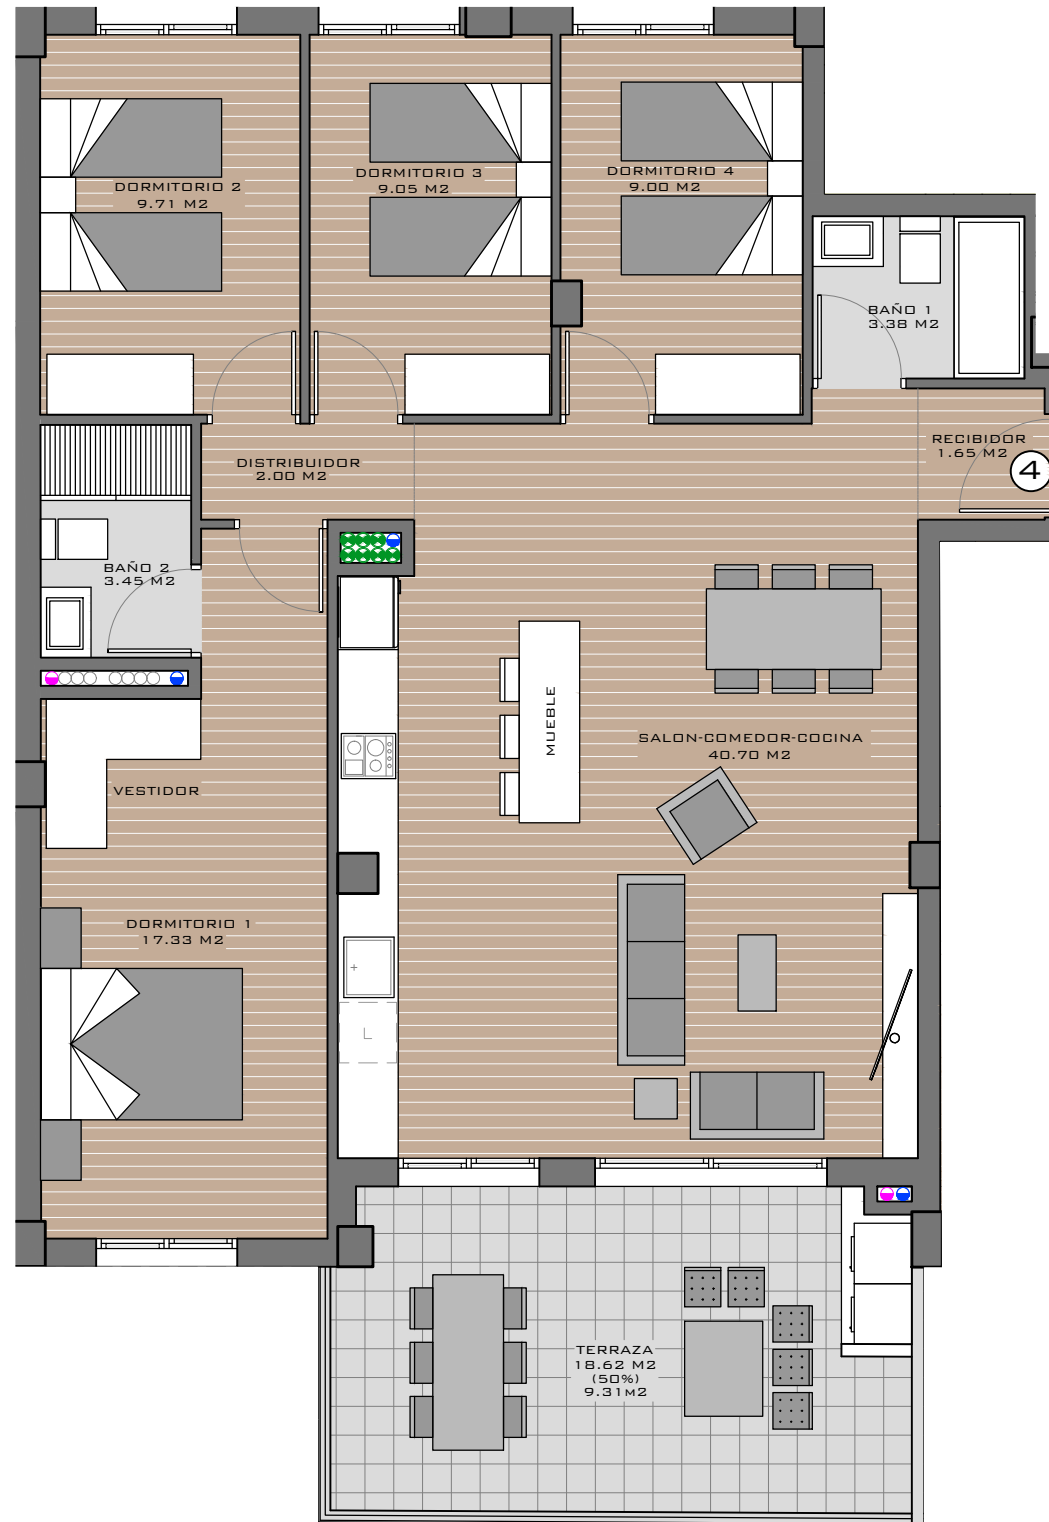 DORMITORIO 2
9.71 M2
DORMITORIO 3
9.05 M2
DORMITORIO 4
9.00 M2
BAÑO 1
3.38 M2
RECIBIDOR
1.65 M2
4
DISTRIBUIDOR
2.00 M2
BAÑO 2
3.45 M2
MUEBLE
SALON-COMEDOR-COCINA
40.70 M2
VESTIDOR
DORMITORIO 1
17.33 M2
L
TERRAZA
18.62 M2
(50%)
9.31M2